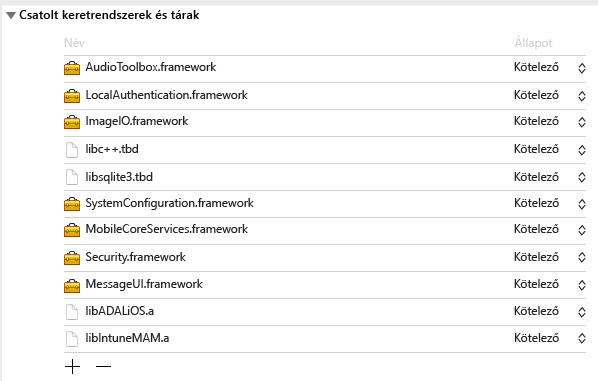 Csatolt keretrendszerek és tárak
Név Állapot
AudioToolbox.framework Kötelező
LocalAuthentication.framework Kötelező
ImageIO.framework Kötelező
libc++.tbd Kötelező
libsqlite3.tbd Kötelező
SystemConfiguration.framework Kötelező
MobileCoreServices.framework Kötelező
Security.framework Kötelező
MessageUI.framework Kötelező
libADALiOS.a Kötelező
libIntuneMAM.a Kötelező